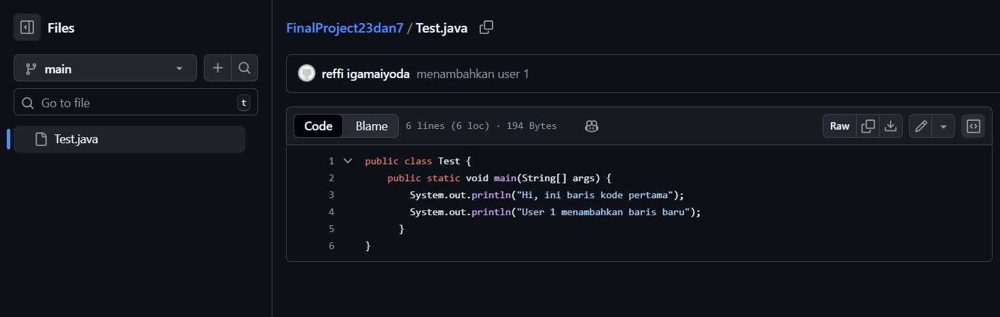 Files
main
Go to file
t
Test.java
FinalProject23dan7 / Test.java
reffi igamaiyoda menambahkan user 1
Code Blame 6 lines (6 loc) · 194 Bytes Raw
1 public class Test {
2 public static void main(String[] args) {
3 System.out.println("Hi, ini baris kode pertama");
4 System.out.println("User 1 menambahkan baris baru");
5 }
6 }